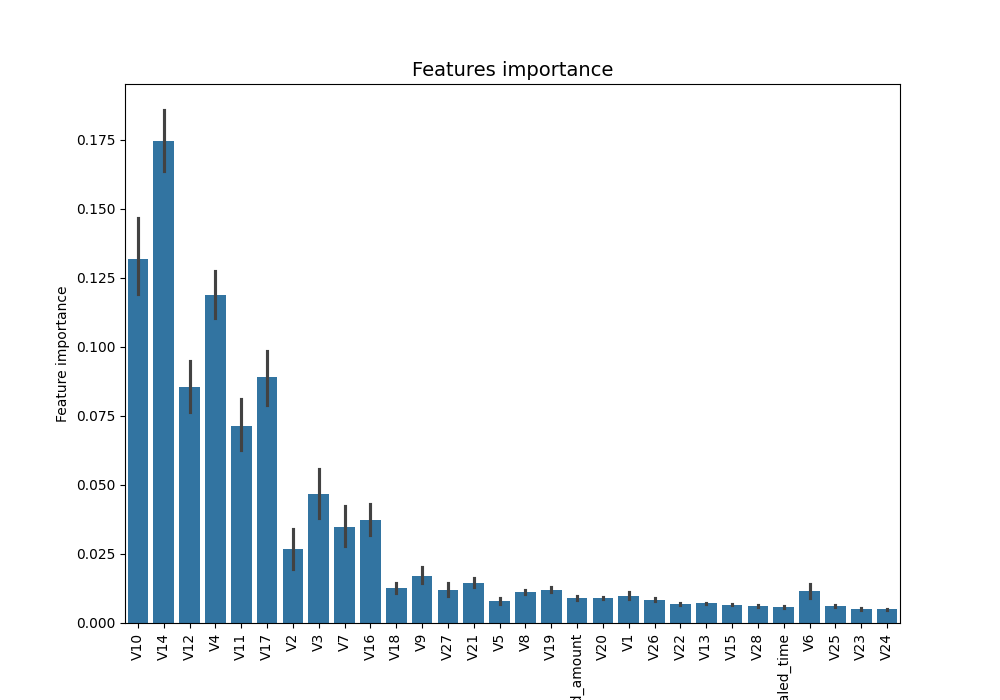 Features importance
Feature importance
0.175
0.150
0.125
0.100
0.075
0.050
0.025
0.000
V10
V14
V12
V4
V11
V17
V2
V3
V7
V16
V18
V9
V27
V21
V5
V8
V19
d_amount
V20
V1
V26
V22
V13
V15
V28
aled_time
V6
V25
V23
V24